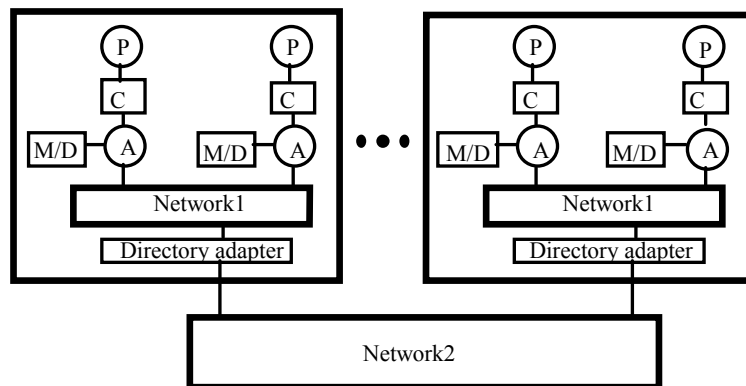 P P P P
C C C C
M/D A M/D A M/D A M/D A
Network1 Network1
Directory adapter Directory adapter
Network2